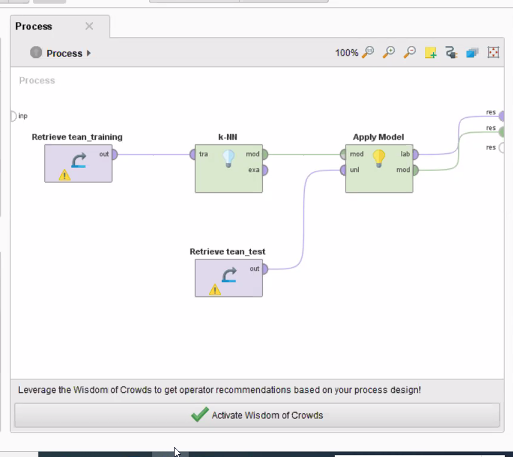 Process
Process
100%
Process
inp
res
res
res
Retrieve tean_training
out
k-NN
tra
mod
exa
Apply Model
mod
lab
unl
mod
Retrieve tean_test
out
Leverage the Wisdom of Crowds to get operator recommendations based on your process design!
Activate Wisdom of Crowds